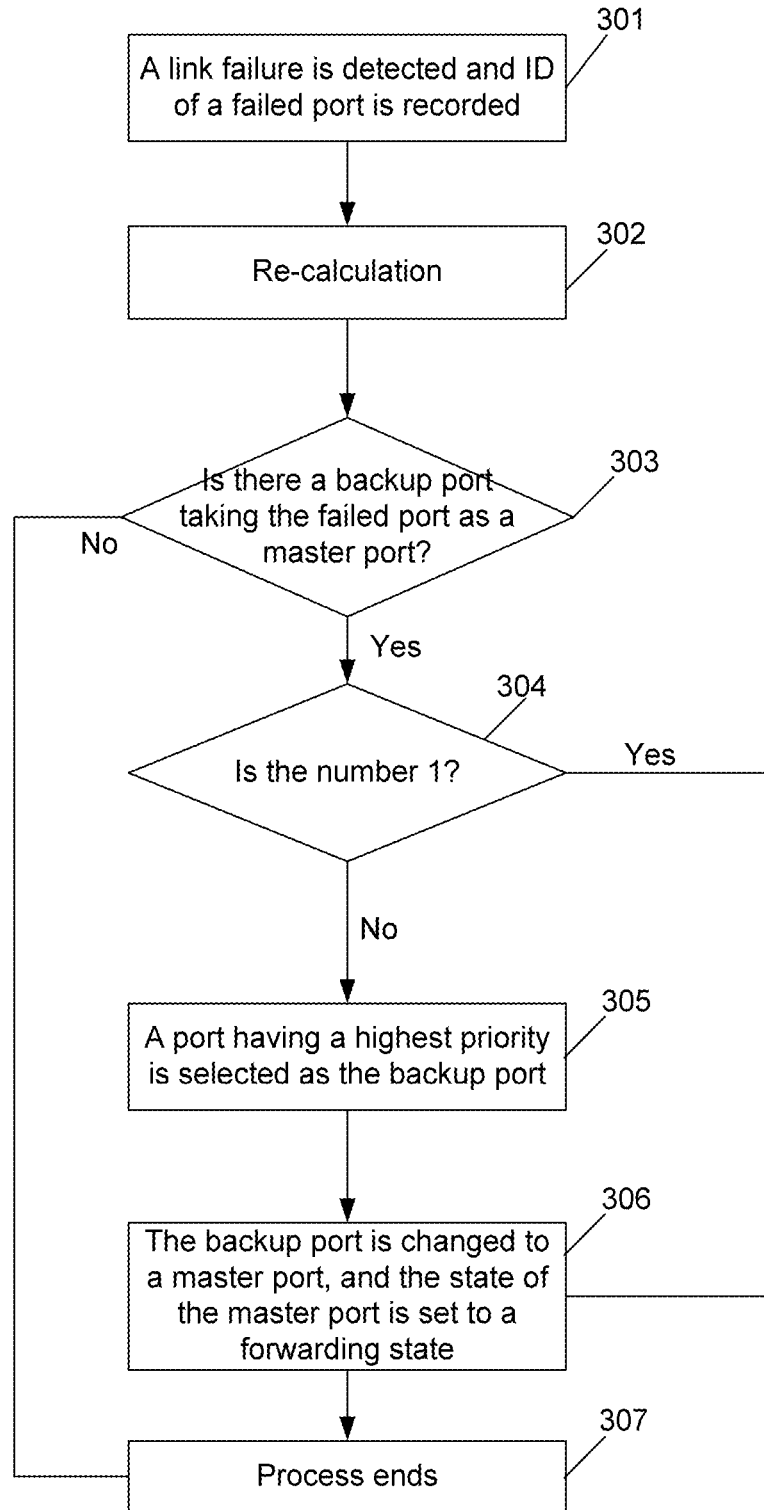 301
A link failure is detected and ID
of a failed port is recorded
302
Re-calculation
303
Is there a backup port
taking the failed port as a
master port?
No
Yes
304
Is the number 1?
Yes
No
305
A port having a highest priority
is selected as the backup port
306
The backup port is changed to
a master port, and the state of
the master port is set to a
forwarding state
307
Process ends